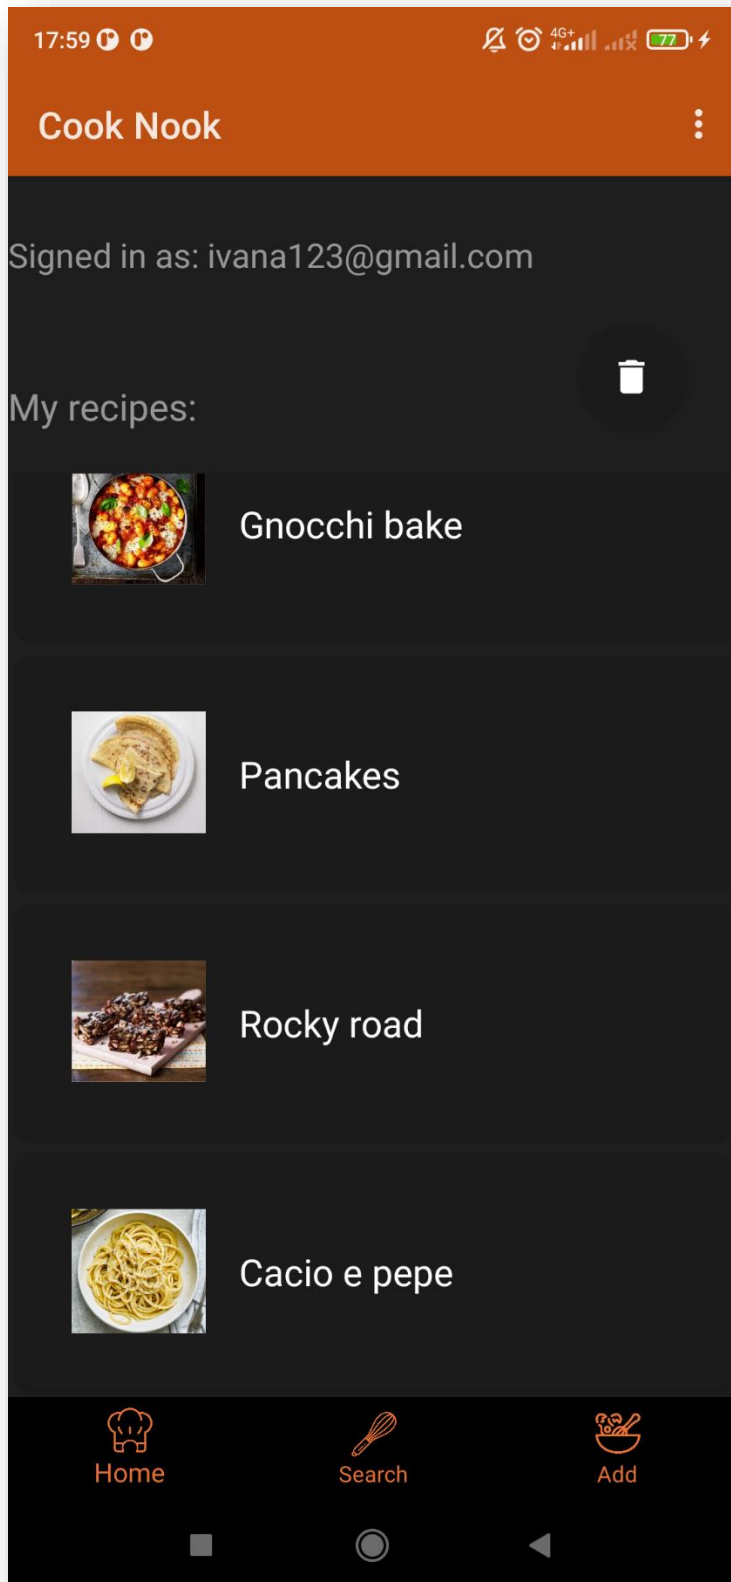 17:59 4G+ 77
Cook Nook
Signed in as: ivana123@gmail.com
My recipes:
Gnocchi bake
Pancakes
Rocky road
Cacio e pepe
Home Search Add